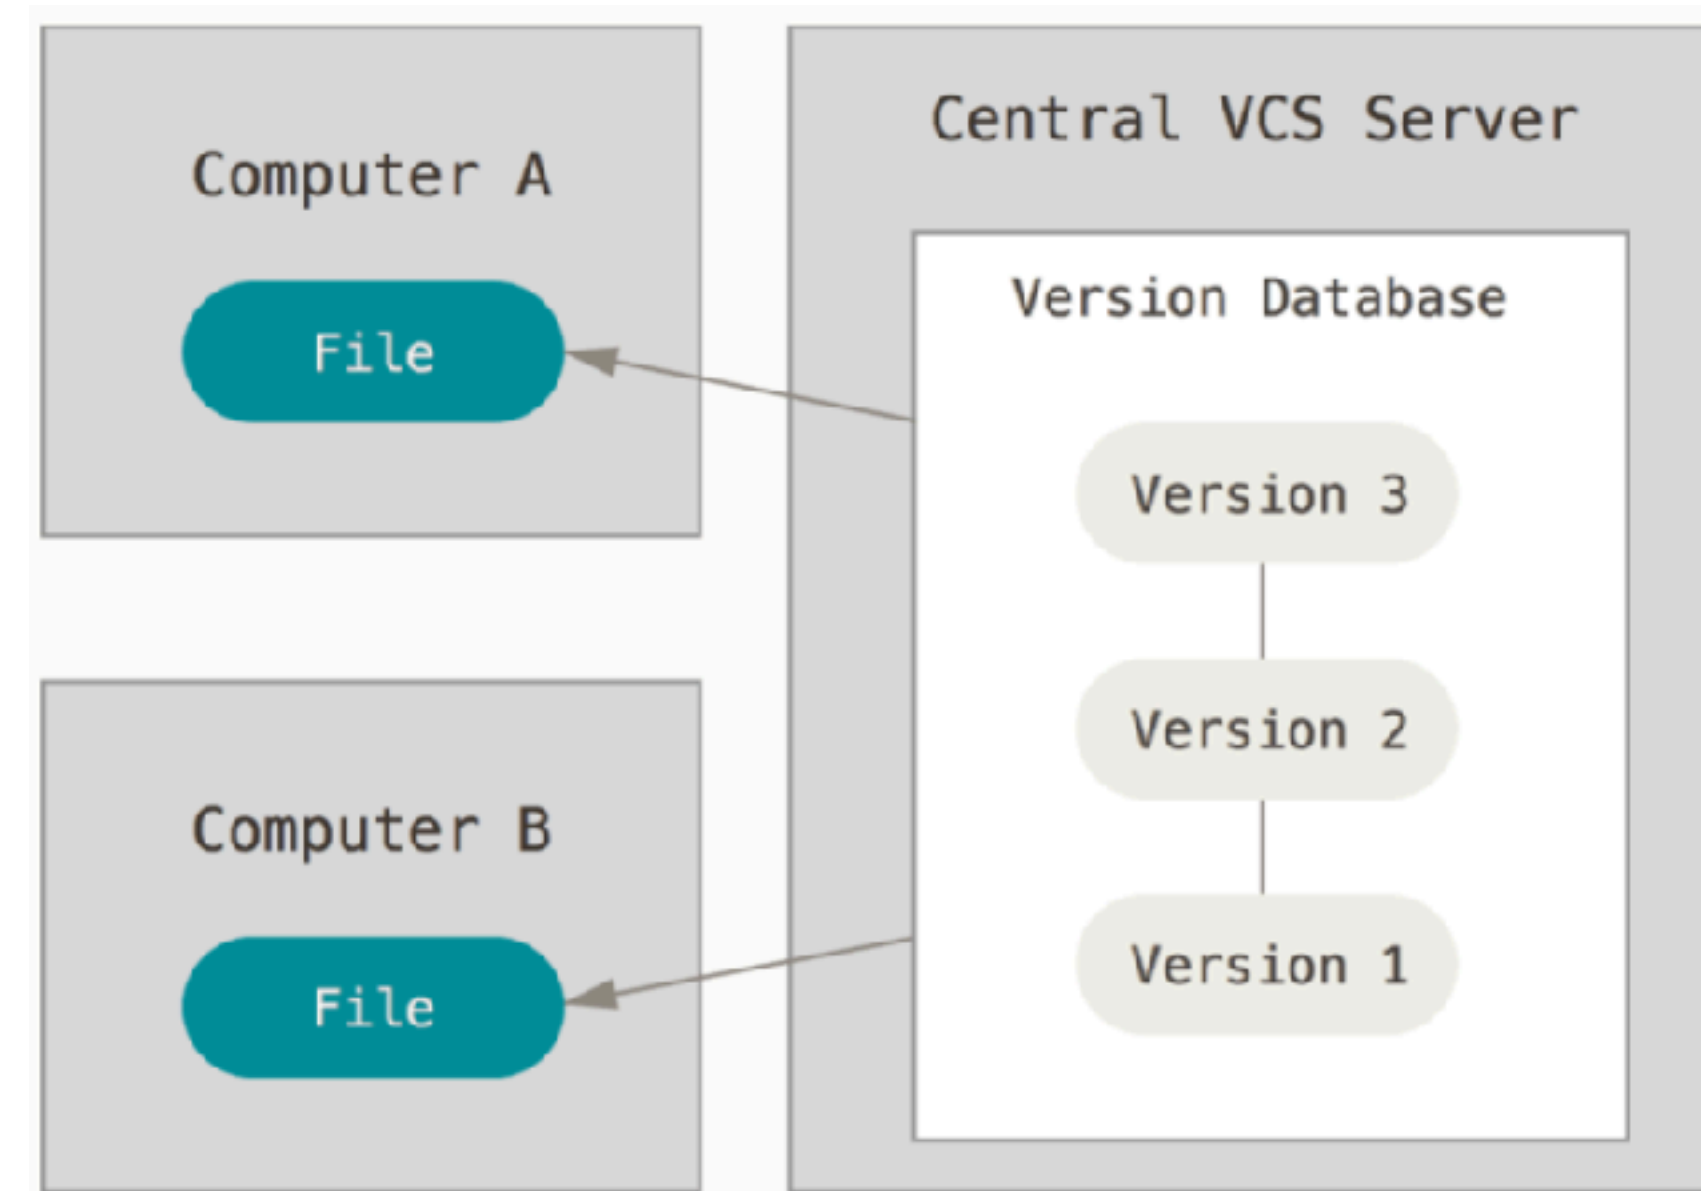 Computer A
File
Computer B
File
Central VCS Server
Version Database
Version 3
Version 2
Version 1